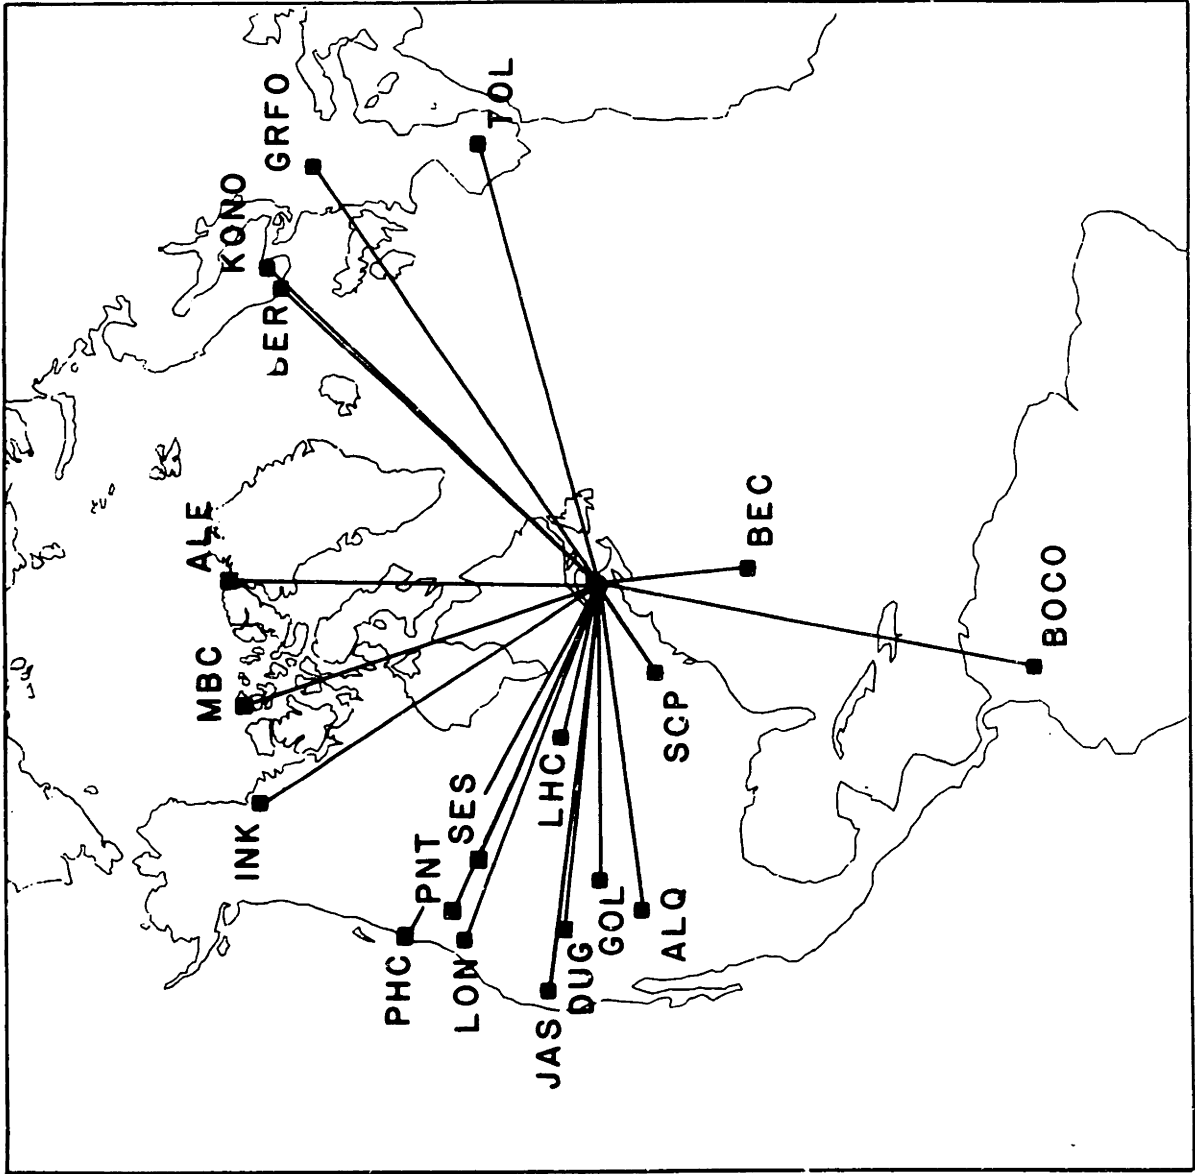 GRFO
TOL
KONO
BER
ALE
MBC
BEC
BOCO
INK
SES
LHC
SCP
PNT
PHC
LON
GOL
ALQ
DUG
JAS